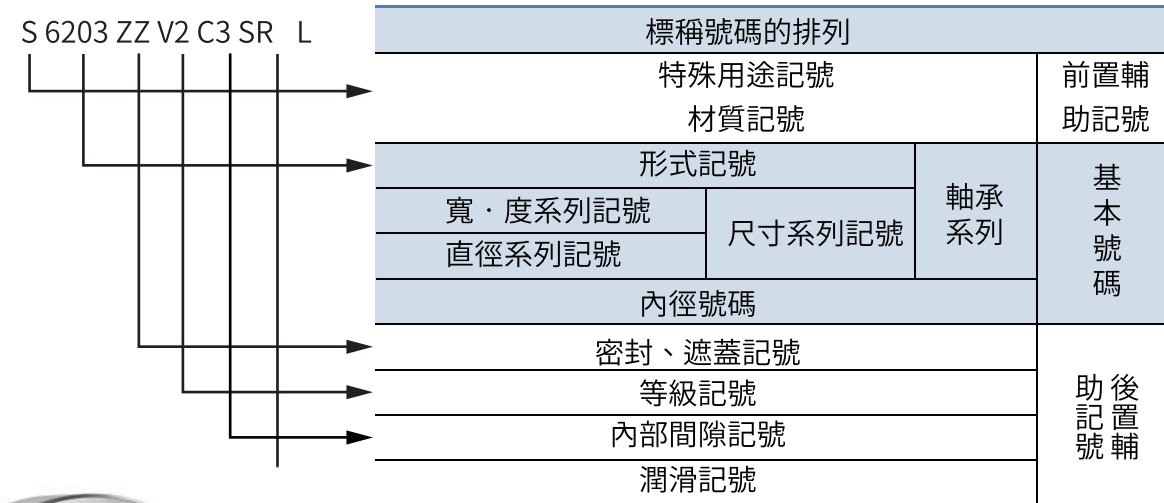 S 6203 ZZ V2 C3 SR L
標稱號碼的排列
特殊用途記號
材質記號
前置輔
助記號
形式記號
寬·度系列記號
直徑系列記號
尺寸系列記號
軸承
系列
基
本
號
碼
內徑號碼
密封、遮蓋記號
等級記號
內部間隙記號
潤滑記號
後置輔
助記號